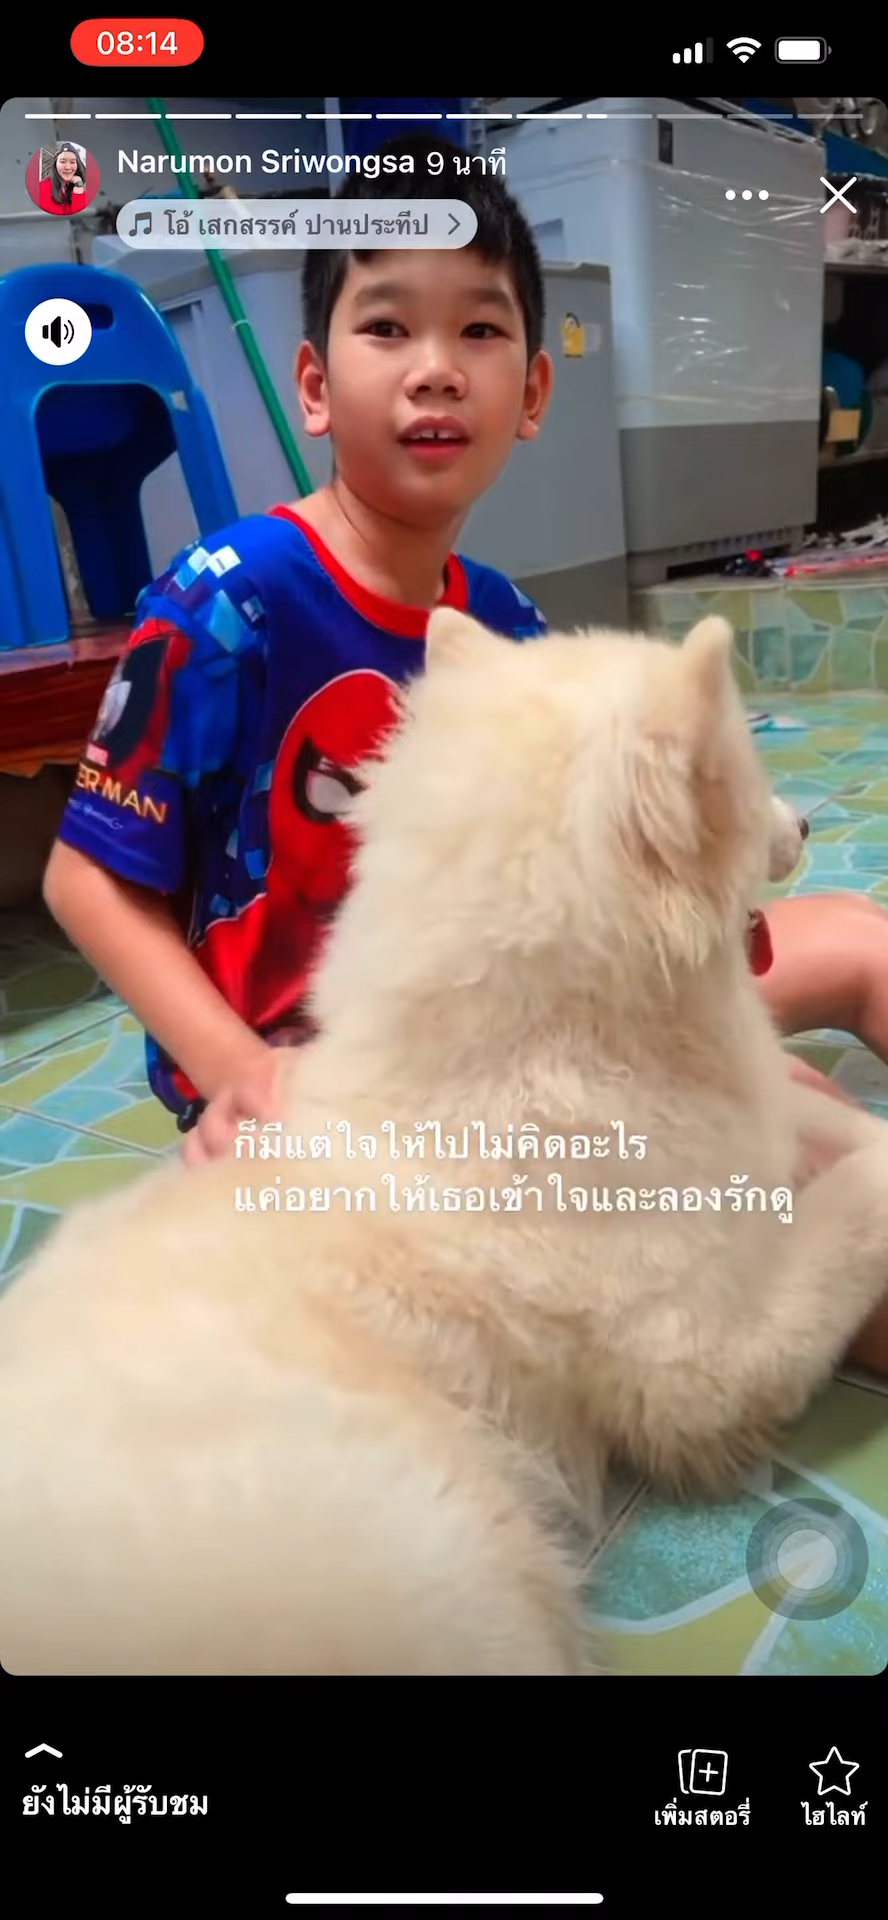 08:14
Narumon Sriwongsa 9 นาที
โอ้ เสกสรรค์ ปานประทีป
MARVEL
ER-MAN
ก็มีแต่ใจให้ไปไม่คิดอะไร
แค่อยากให้เธอเข้าใจและลองรักดู
ยังไม่มีผู้รับชม
เพิ่มสตอรี่
ไฮไลท์